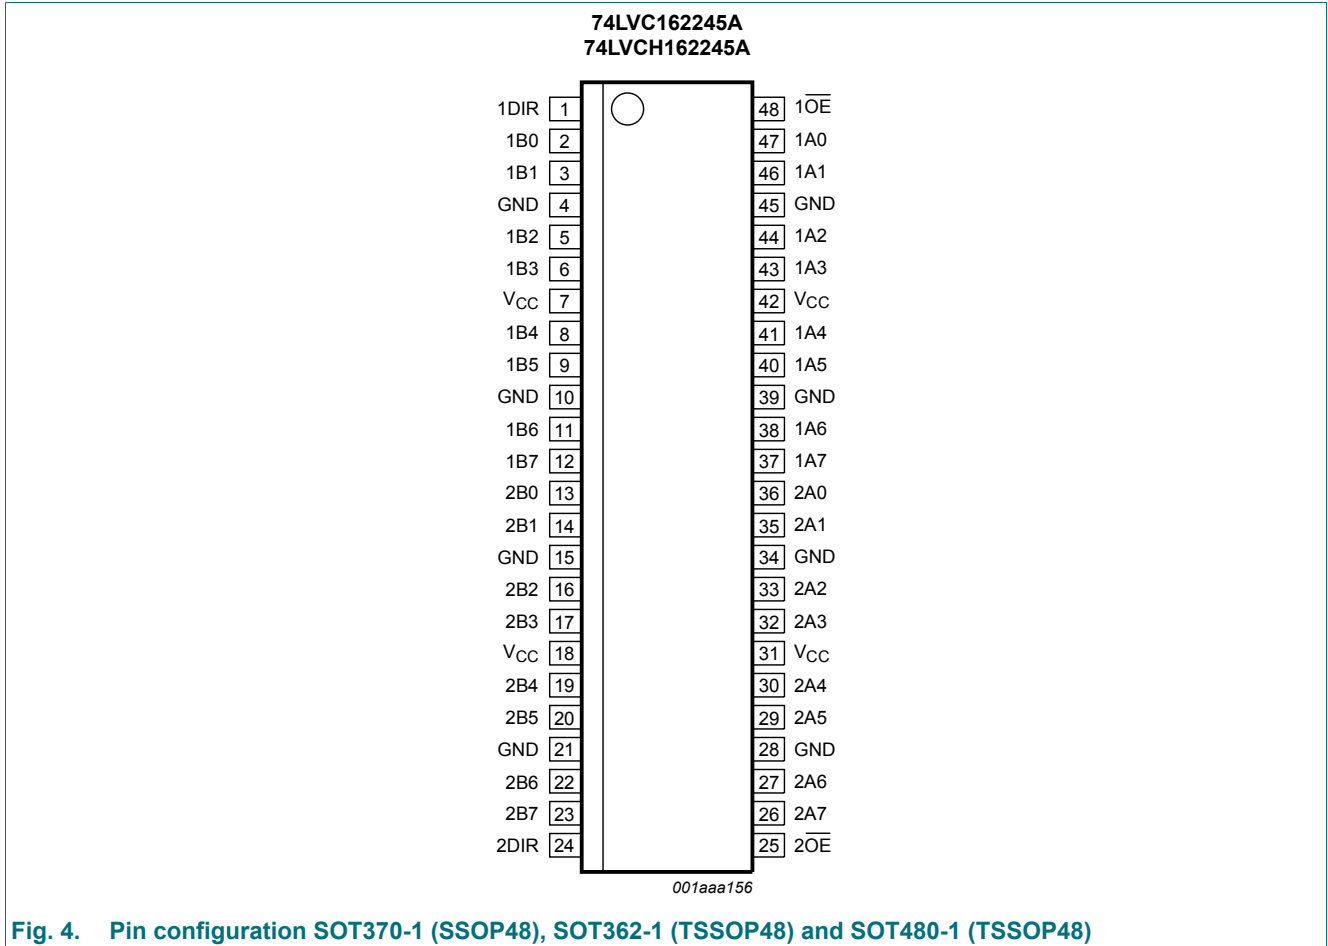 74LVC162245A
74LVCH162245A
1DIR 1 48 1O̅E̅
1B0 2 47 1A0
1B1 3 46 1A1
GND 4 45 GND
1B2 5 44 1A2
1B3 6 43 1A3
VCC 7 42 VCC
1B4 8 41 1A4
1B5 9 40 1A5
GND 10 39 GND
1B6 11 38 1A6
1B7 12 37 1A7
2B0 13 36 2A0
2B1 14 35 2A1
GND 15 34 GND
2B2 16 33 2A2
2B3 17 32 2A3
VCC 18 31 VCC
2B4 19 30 2A4
2B5 20 29 2A5
GND 21 28 GND
2B6 22 27 2A6
2B7 23 26 2A7
2DIR 24 25 2O̅E̅
001aaa156
Fig. 4. Pin configuration SOT370-1 (SSOP48), SOT362-1 (TSSOP48) and SOT480-1 (TSSOP48)